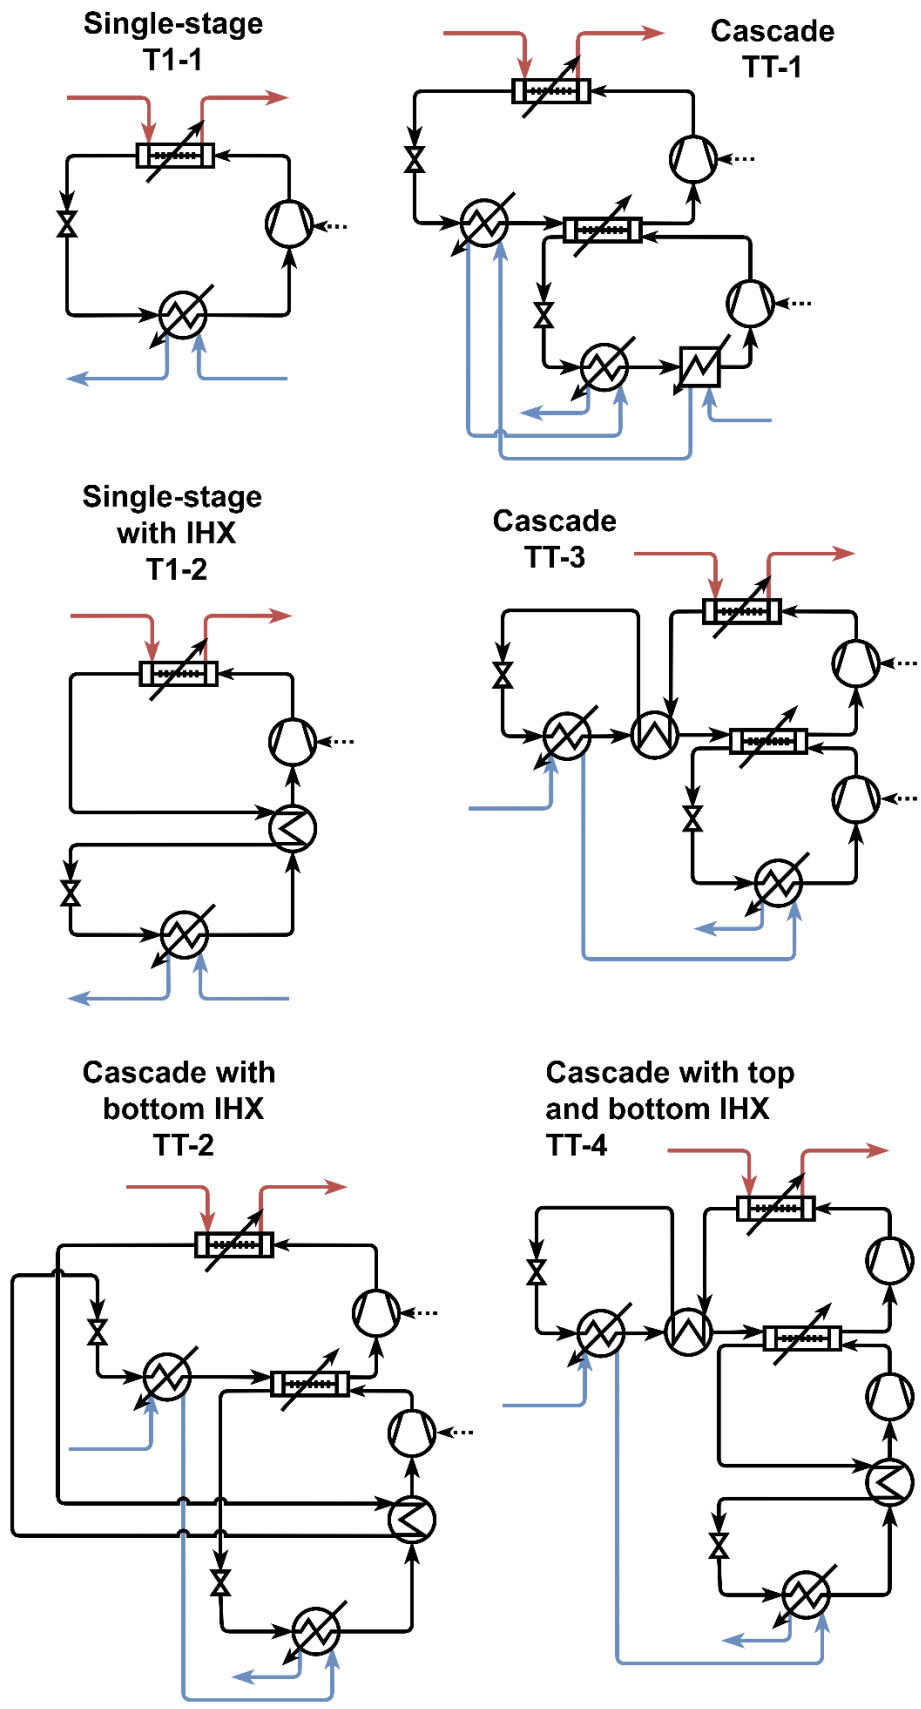 Single-stage
T1-1
Cascade
TT-1
Single-stage
with IHX
T1-2
Cascade
TT-3
Cascade with
bottom IHX
TT-2
Cascade with top
and bottom IHX
TT-4